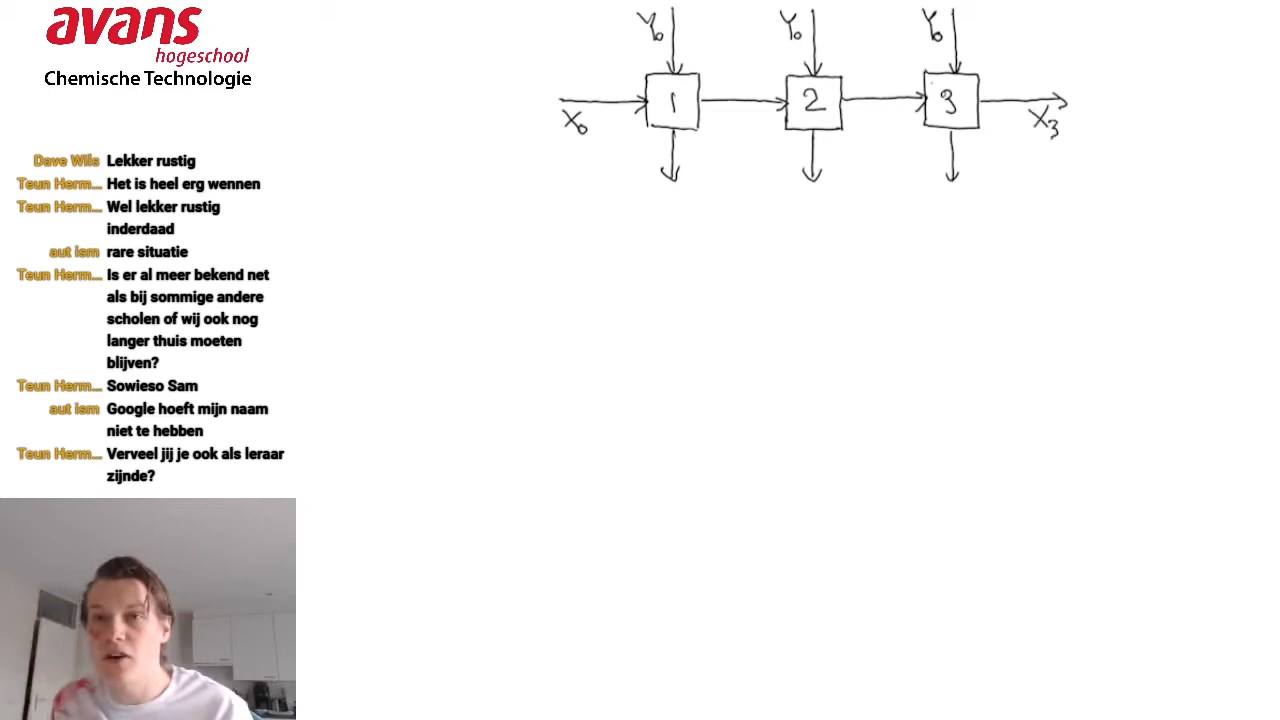 avans
hogeschool
Chemische Technologie
Y₀ Y₀ Y₀
1 2 3
X₀ X₃
Dave Wils Lekker rustig
Teun Herm... Het is heel erg wennen
Teun Herm... Wel lekker rustig
inderdaad
aut ism rare situatie
Teun Herm... Is er al meer bekend net
als bij sommige andere
scholen of wij ook nog
langer thuis moeten
blijven?
Teun Herm... Sowieso Sam
aut ism Google hoeft mijn naam
niet te hebben
Teun Herm... Verveel jij je ook als leraar
zijnde?